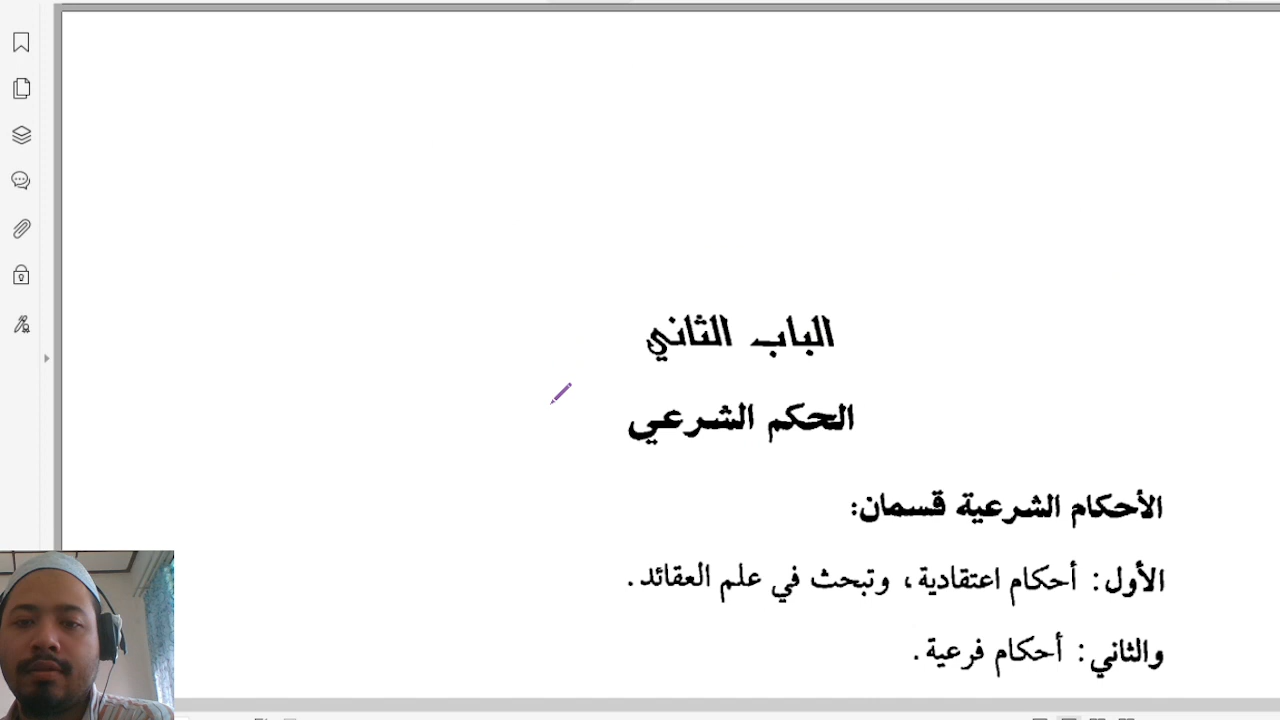 الباب الثاني
الحكم الشرعي
الأحكام الشرعية قسمان:
الأول: أحكام اعتقادية، وتبحث في علم العقائد.
والثاني: أحكام فرعية.